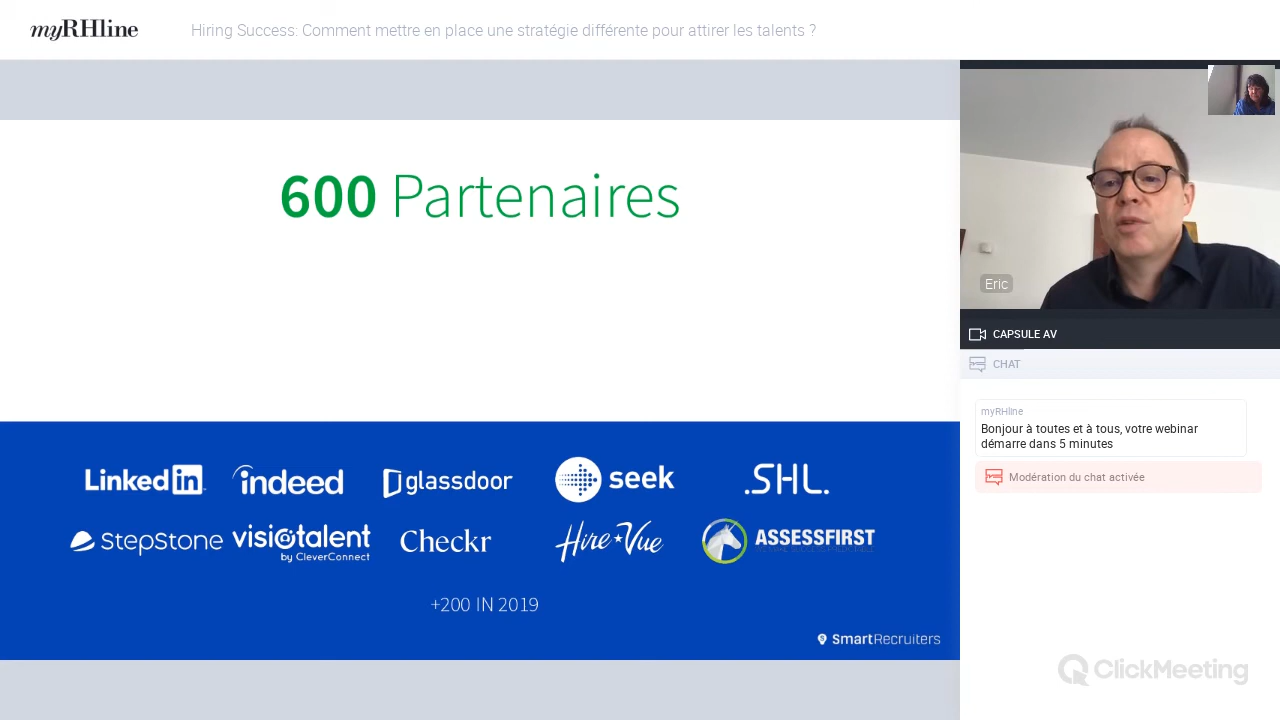 myRHline
Hiring Success: Comment mettre en place une stratégie différente pour attirer les talents ?
600 Partenaires
LinkedIn
indeed
glassdoor
seek
.SHL.
StepStone
visiotalent
by CleverConnect
Checkr
Hire Vue
ASSESSFIRST
+200 IN 2019
SmartRecruiters
Eric
CAPSULE AV
CHAT
myRHline
Bonjour à toutes et à tous, votre webinar
démarre dans 5 minutes
Modération du chat activée
ClickMeeting